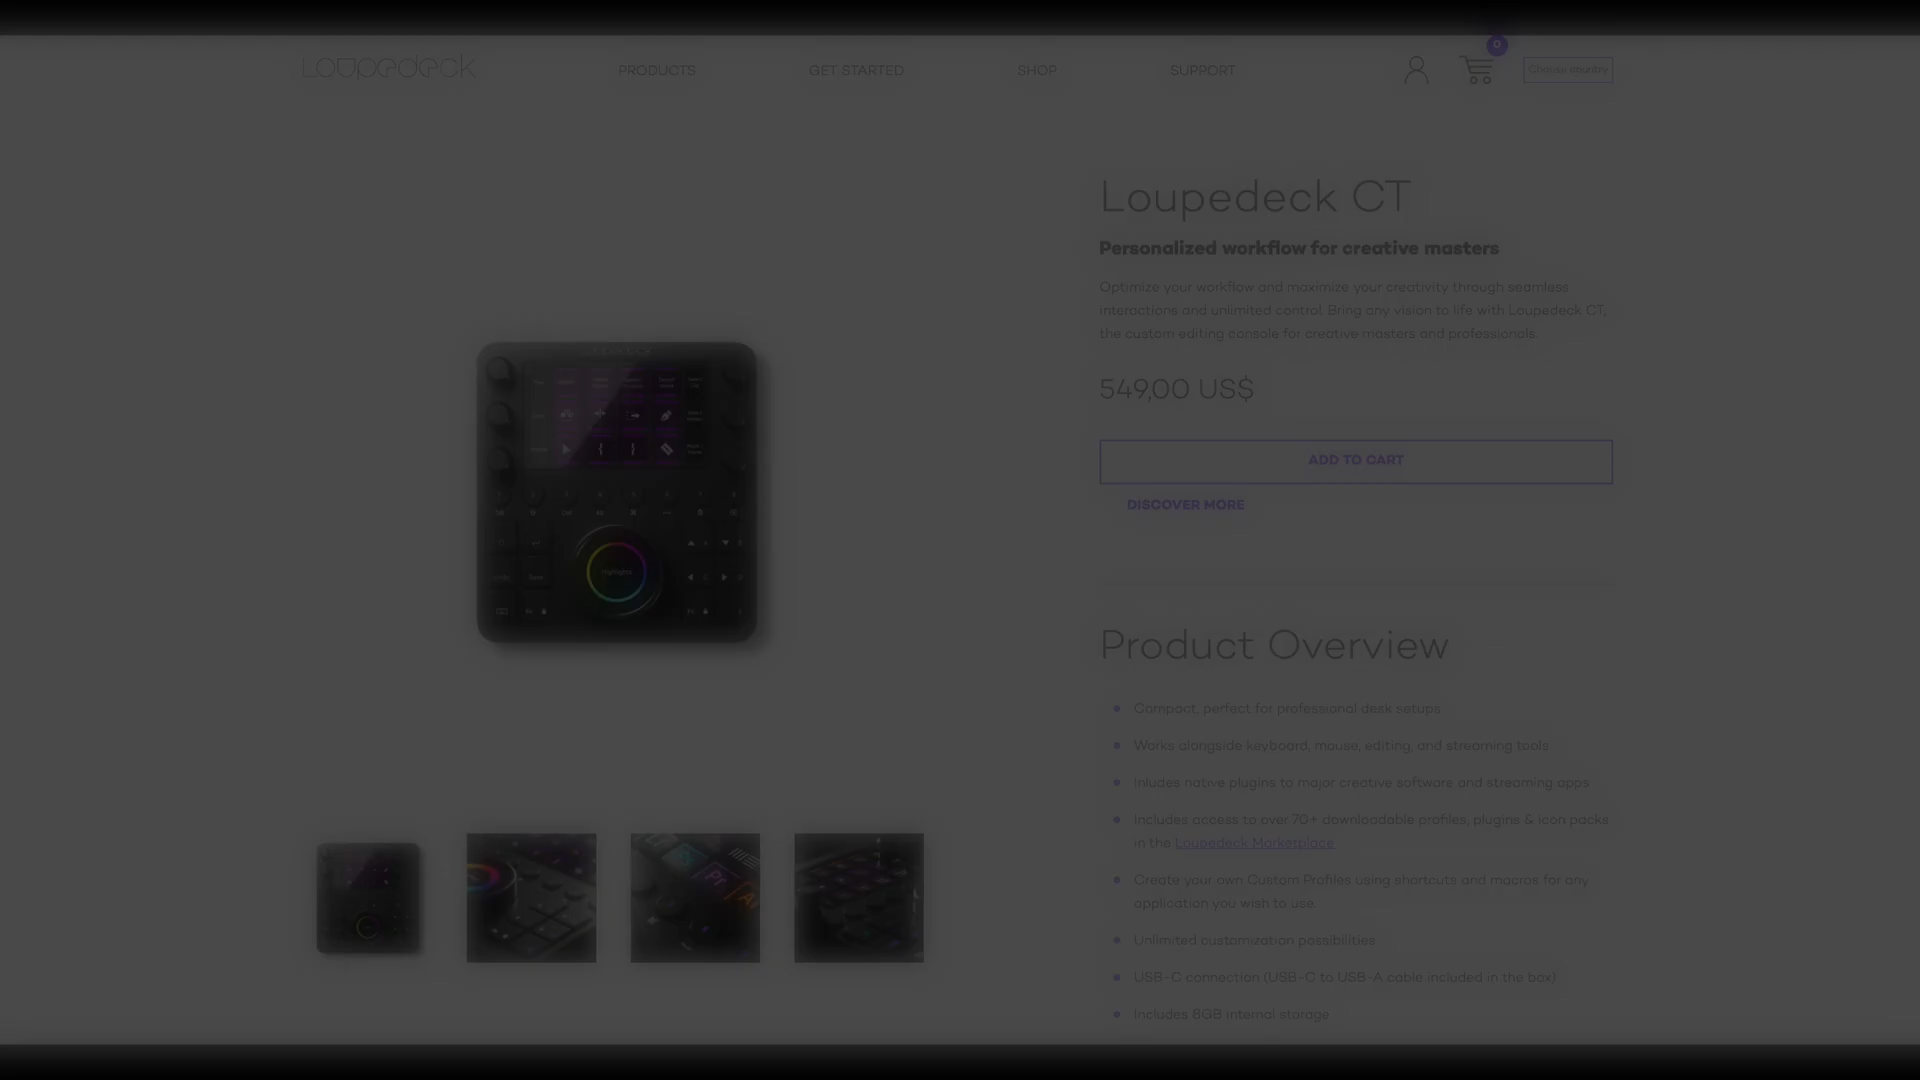 Loupedeck
PRODUCTS
GET STARTED
SHOP
SUPPORT
0
Choose country
Loupedeck CT
Personalized workflow for creative masters
Optimize your workflow and maximize your creativity through seamless
interactions and unlimited control. Bring any vision to life with Loupedeck CT,
the custom editing console for creative masters and professionals.
549,00 US$
ADD TO CART
DISCOVER MORE
Product Overview
Compact, perfect for professional desk setups
Works alongside keyboard, mouse, editing, and streaming tools
Inludes native plugins to major creative software and streaming apps
Includes access to over 70+ downloadable profiles, plugins & icon packs
in the Loupedeck Marketplace
Create your own Custom Profiles using shortcuts and macros for any
application you wish to use.
Unlimited customization possibilities
USB-C connection (USB-C to USB-A cable included in the box)
Includes 8GB internal storage
Highlights
Save
Pr
Ai